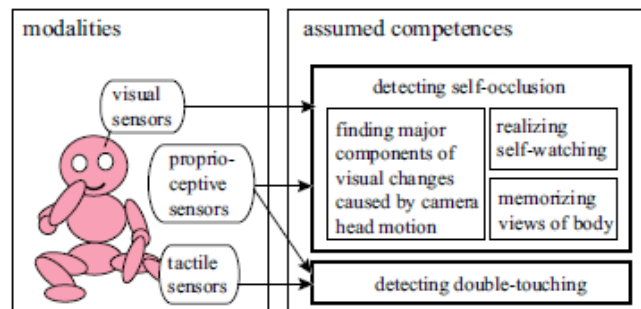 modalities
assumed competences
visual
sensors
proprio-
ceptive
sensors
tactile
sensors
detecting self-occlusion
finding major
components of
visual changes
caused by camera
head motion
realizing
self-watching
memorizing
views of body
detecting double-touching